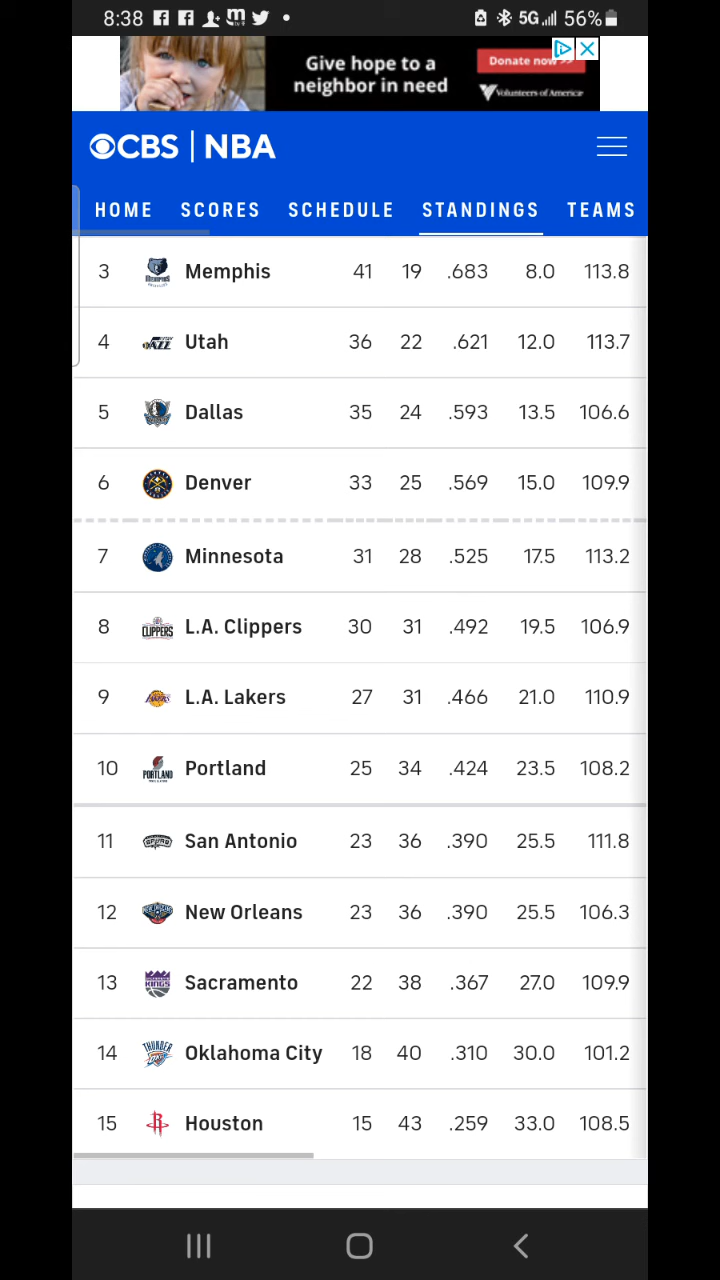 8:38 56%
5G
Give hope to a
neighbor in need
Donate now >>
Volunteers of America
CBS | NBA
HOME SCORES SCHEDULE STANDINGS TEAMS
3 Memphis 41 19 .683 8.0 113.8
4 Utah 36 22 .621 12.0 113.7
5 Dallas 35 24 .593 13.5 106.6
6 Denver 33 25 .569 15.0 109.9
7 Minnesota 31 28 .525 17.5 113.2
8 CLIPPERS L.A. Clippers 30 31 .492 19.5 106.9
9 L.A. Lakers 27 31 .466 21.0 110.9
10 PORTLAND Portland 25 34 .424 23.5 108.2
11 San Antonio 23 36 .390 25.5 111.8
12 New Orleans 23 36 .390 25.5 106.3
13 KINGS Sacramento 22 38 .367 27.0 109.9
14 THUNDER Oklahoma City 18 40 .310 30.0 101.2
15 Houston 15 43 .259 33.0 108.5